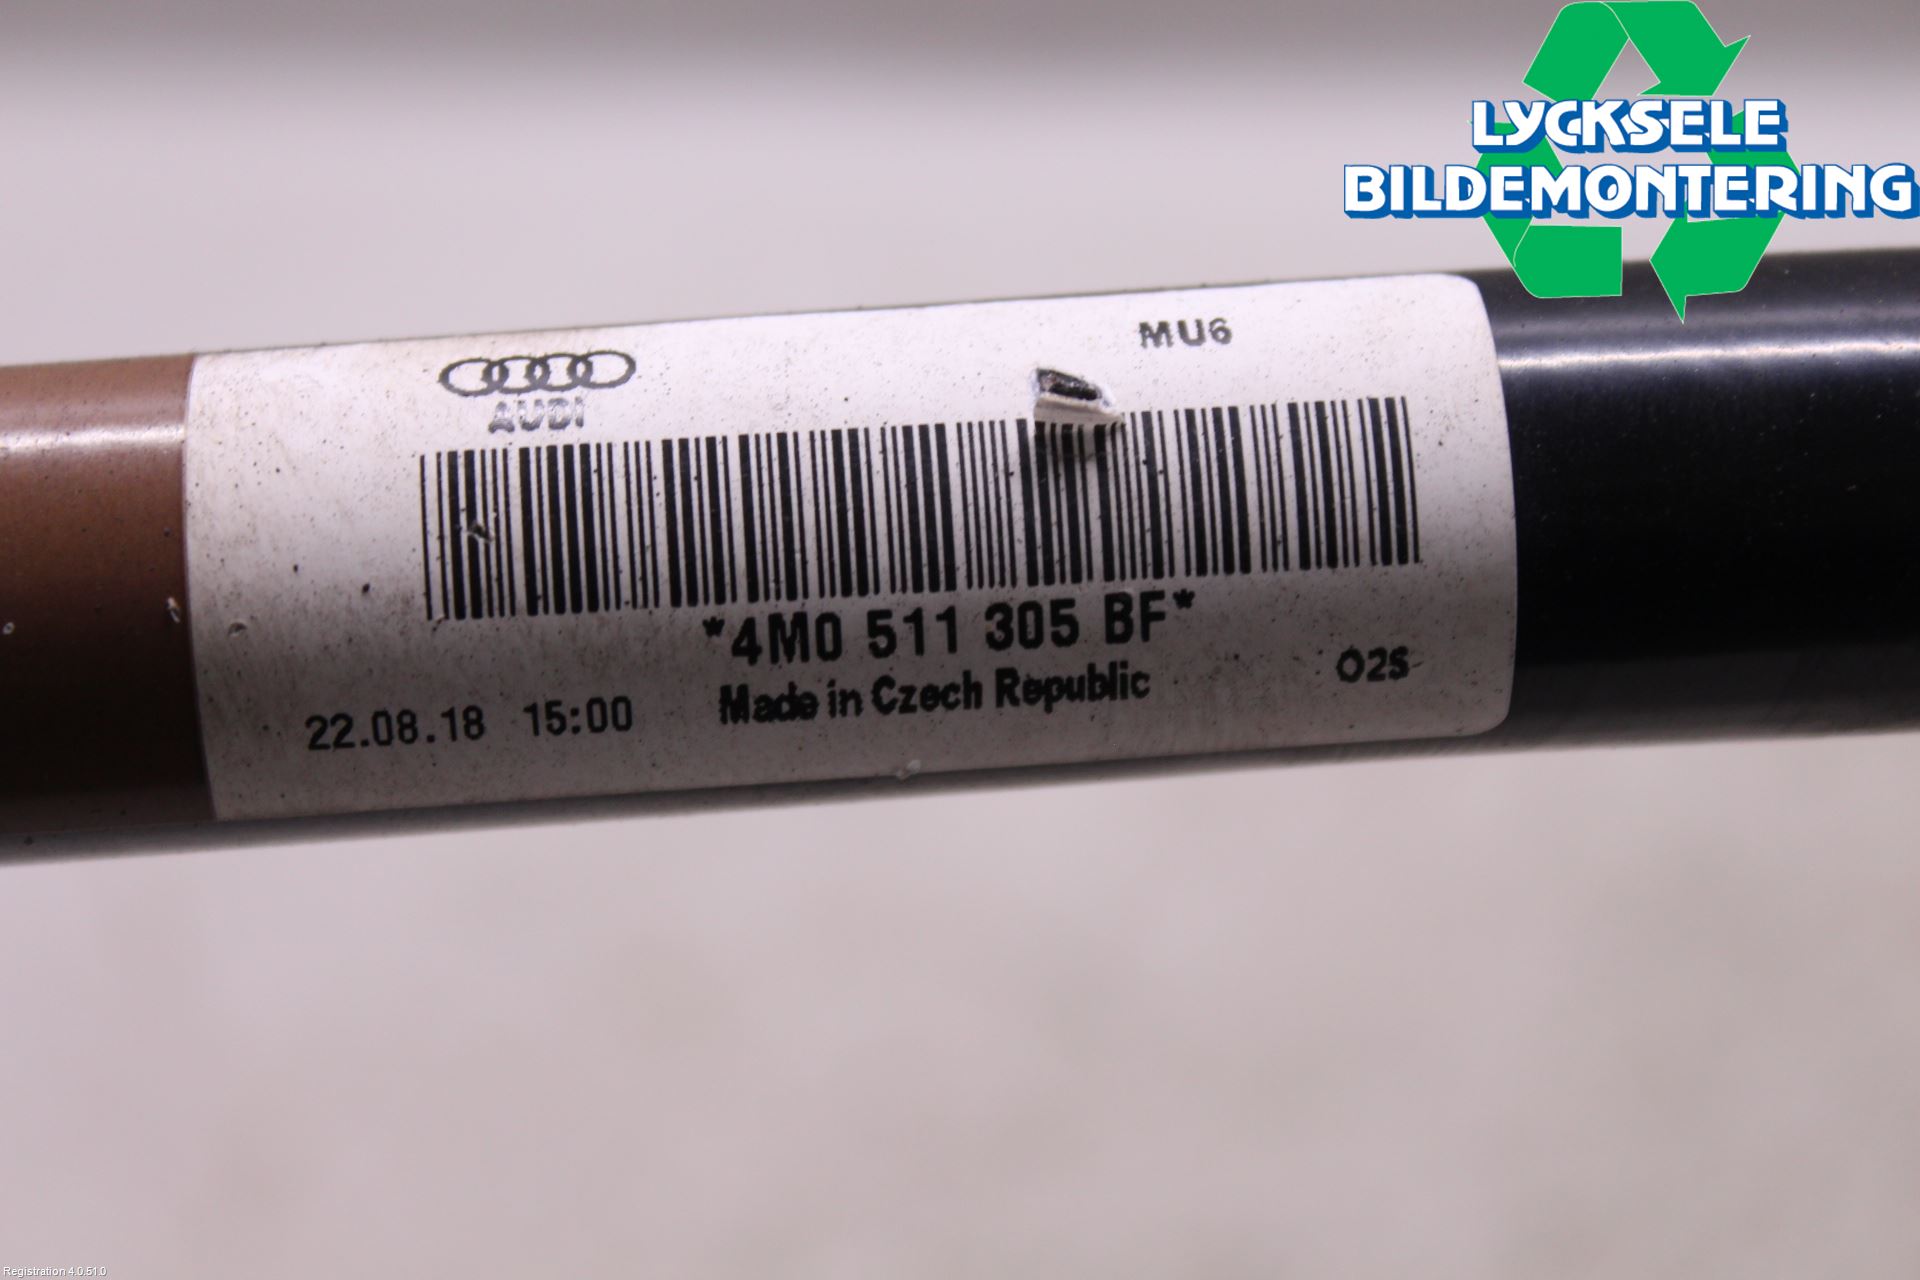 LYCKSELE
BILDEMONTERING
MU6
AUDI
*4M0 511 305 BF*
Made in Czech Republic
O2S
22.08.18 15:00
Registration 4.0.51.0